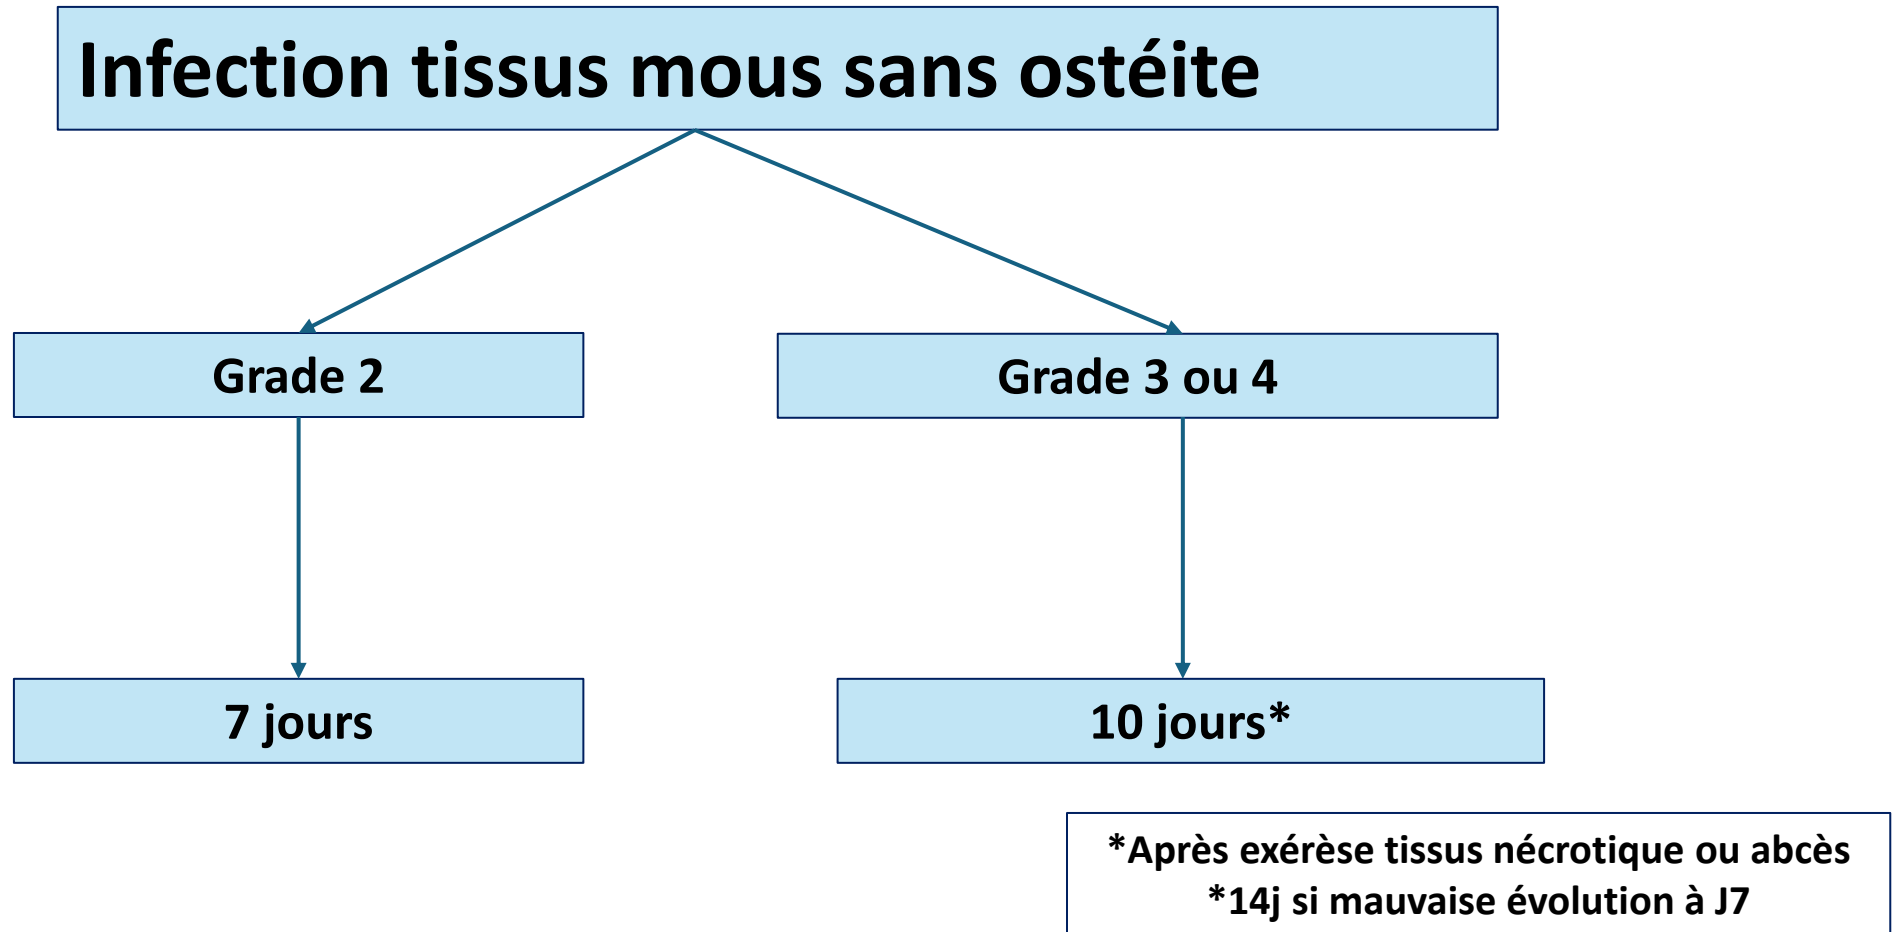 Infection tissus mous sans ostéite
Grade 2
Grade 3 ou 4
7 jours
10 jours*
*Après exérèse tissus nécrotique ou abcès
*14j si mauvaise évolution à J7